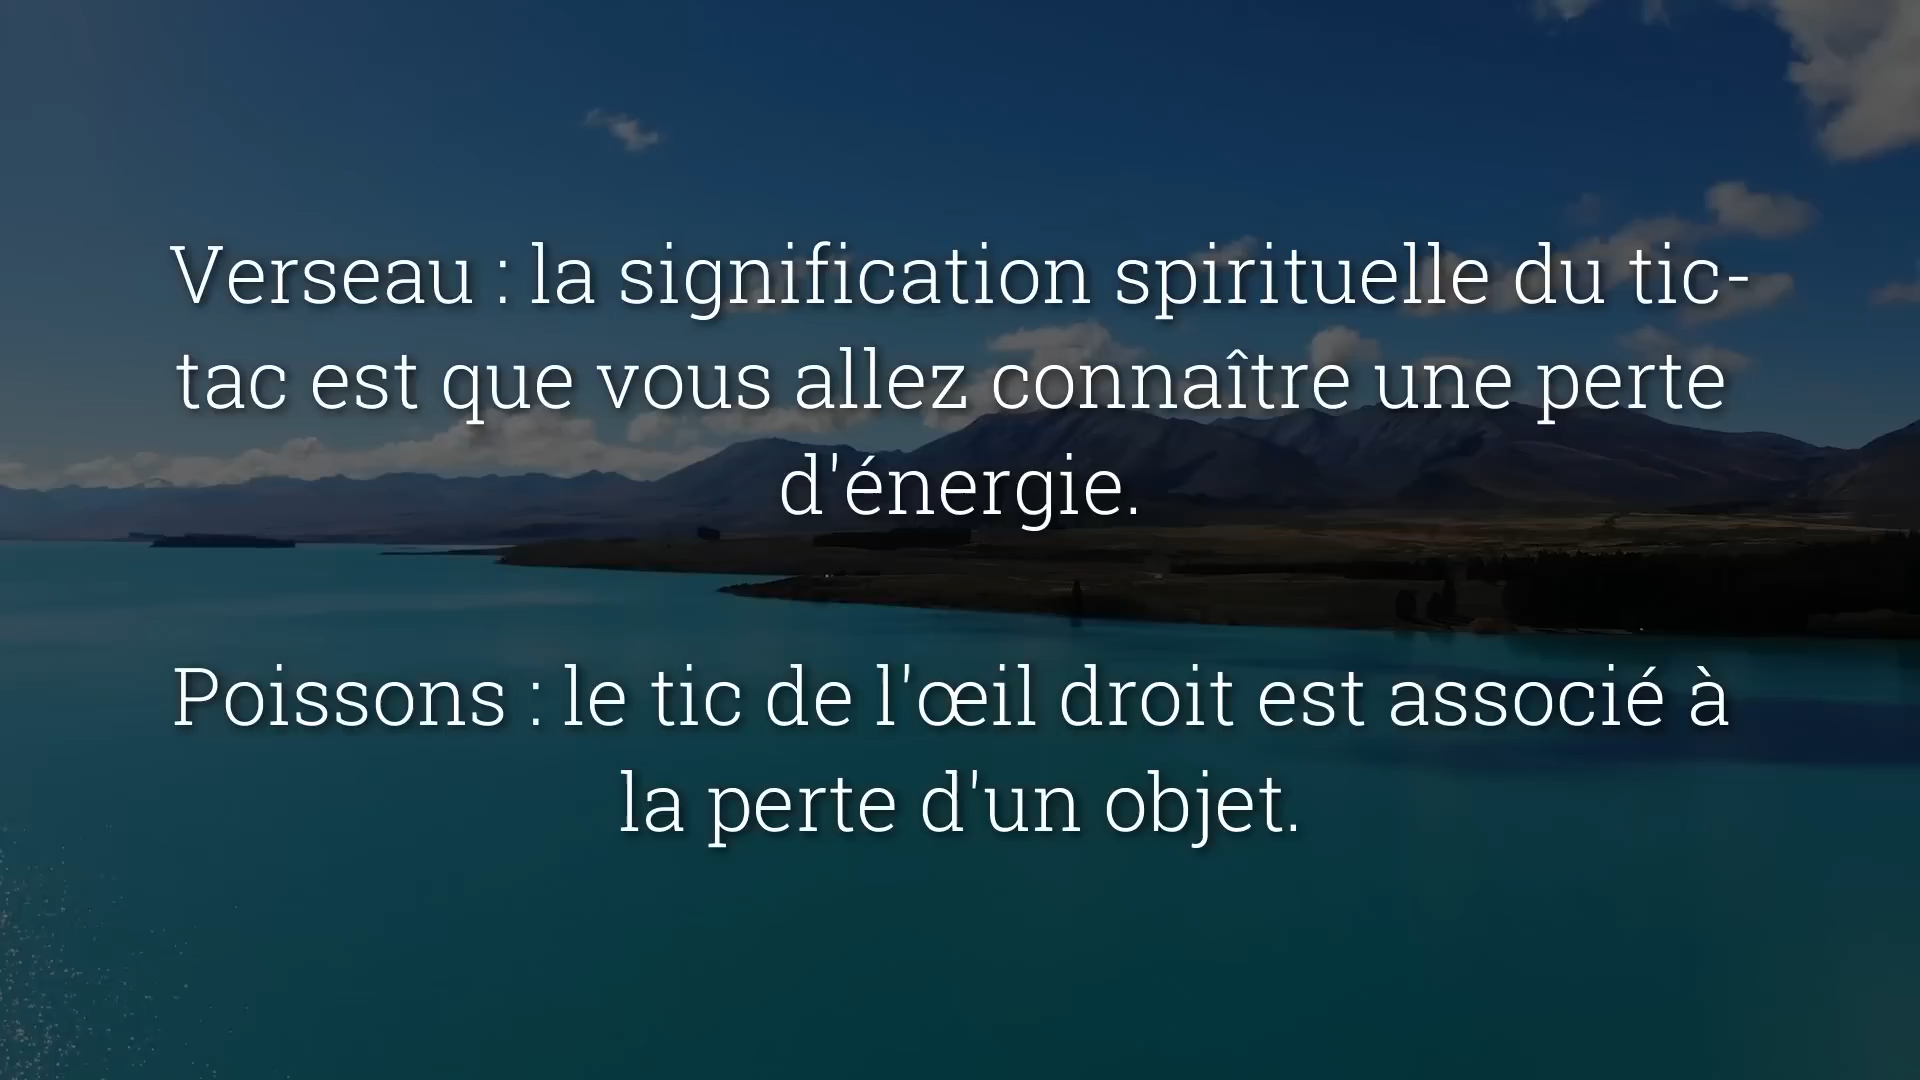 Verseau : la signification spirituelle du tic-
tac est que vous allez connaître une perte
d'énergie.
Poissons : le tic de l'œil droit est associé à
la perte d'un objet.